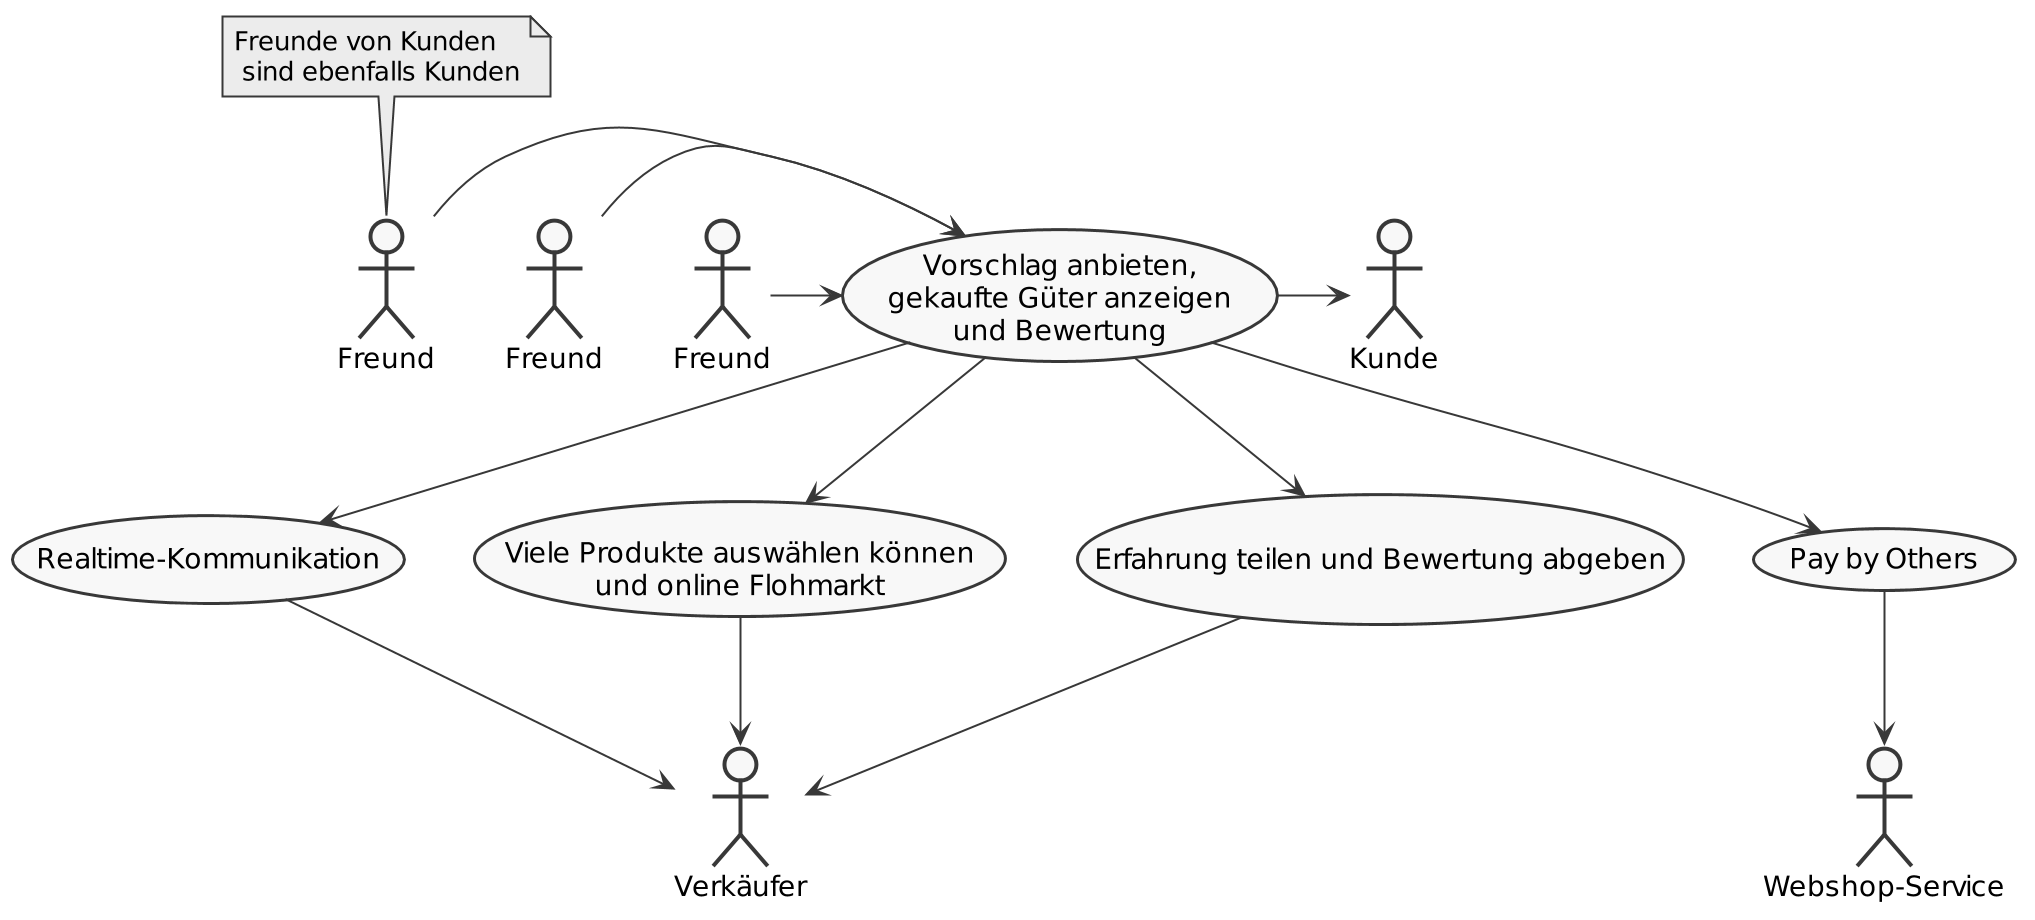 Freunde von Kunden
sind ebenfalls Kunden
Freund
Freund
Freund
Vorschlag anbieten,
gekaufte Güter anzeigen
und Bewertung
Kunde
Realtime-Kommunikation
Viele Produkte auswählen können
und online Flohmarkt
Erfahrung teilen und Bewertung abgeben
Pay by Others
Verkäufer
Webshop-Service